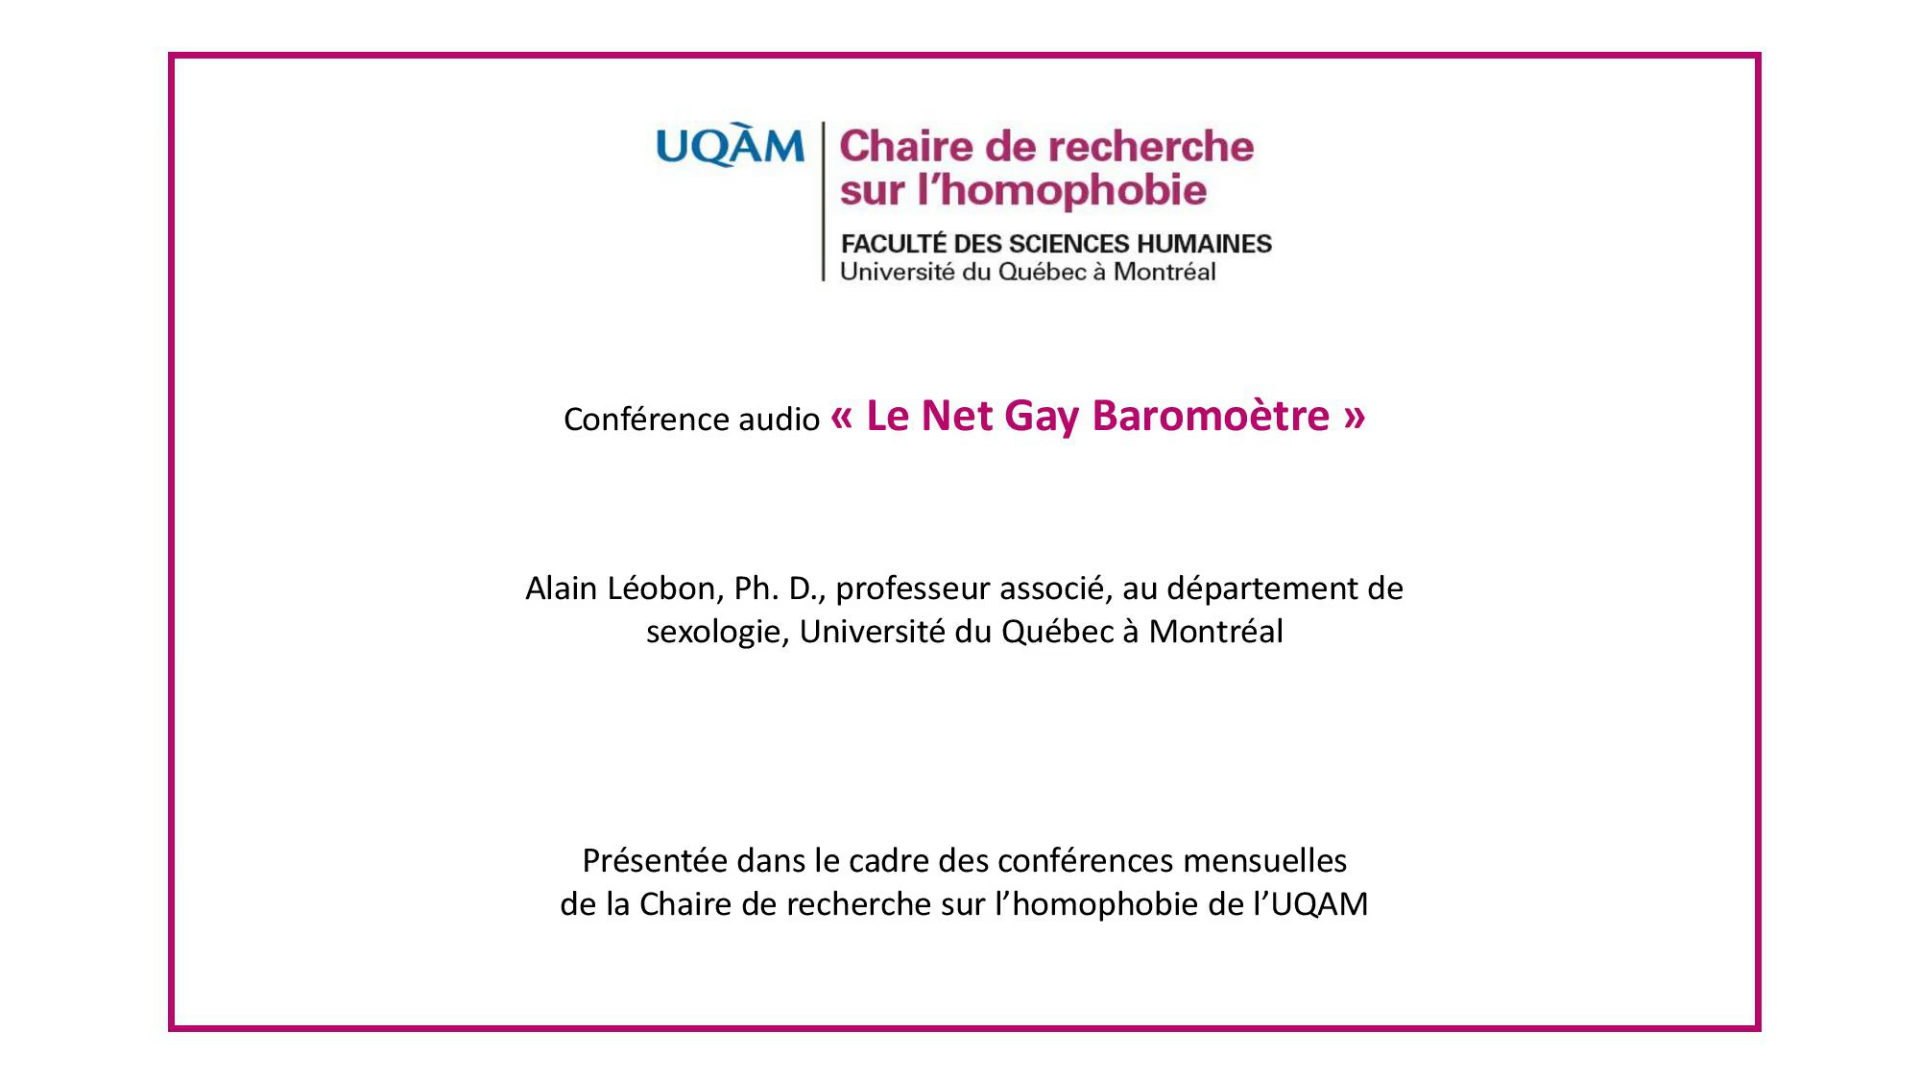 UQÀM
Chaire de recherche
sur l’homophobie
FACULTÉ DES SCIENCES HUMAINES
Université du Québec à Montréal
Conférence audio « Le Net Gay Baromoètre »
Alain Léobon, Ph. D., professeur associé, au département de
sexologie, Université du Québec à Montréal
Présentée dans le cadre des conférences mensuelles
de la Chaire de recherche sur l’homophobie de l’UQAM